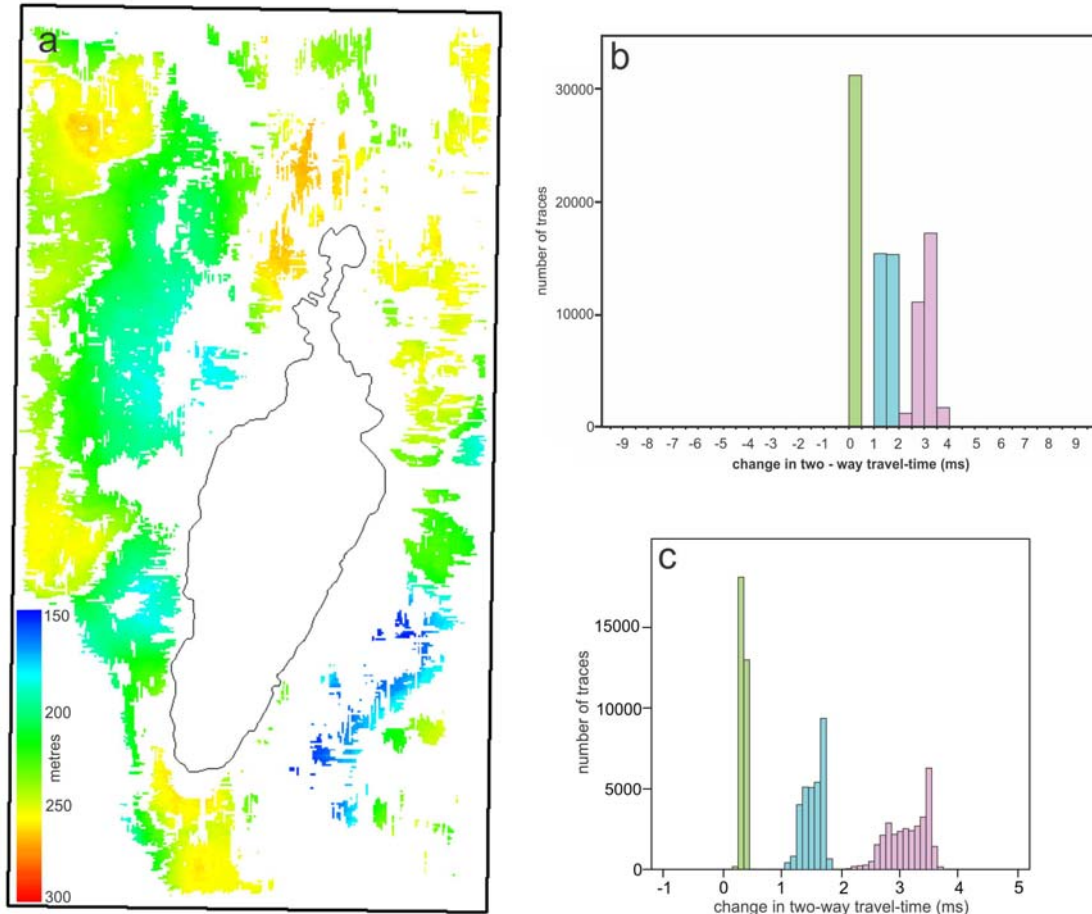 a
150
200
metres
250
300
b
number of traces
30000
20000
10000
0
-9 -8 -7 -6 -5 -4 -3 -2 -1 0 1 2 3 4 5 6 7 8 9
change in two - way travel-time (ms)
c
number of traces
15000
10000
5000
0
-1 0 1 2 3 4 5
change in two-way travel-time (ms)